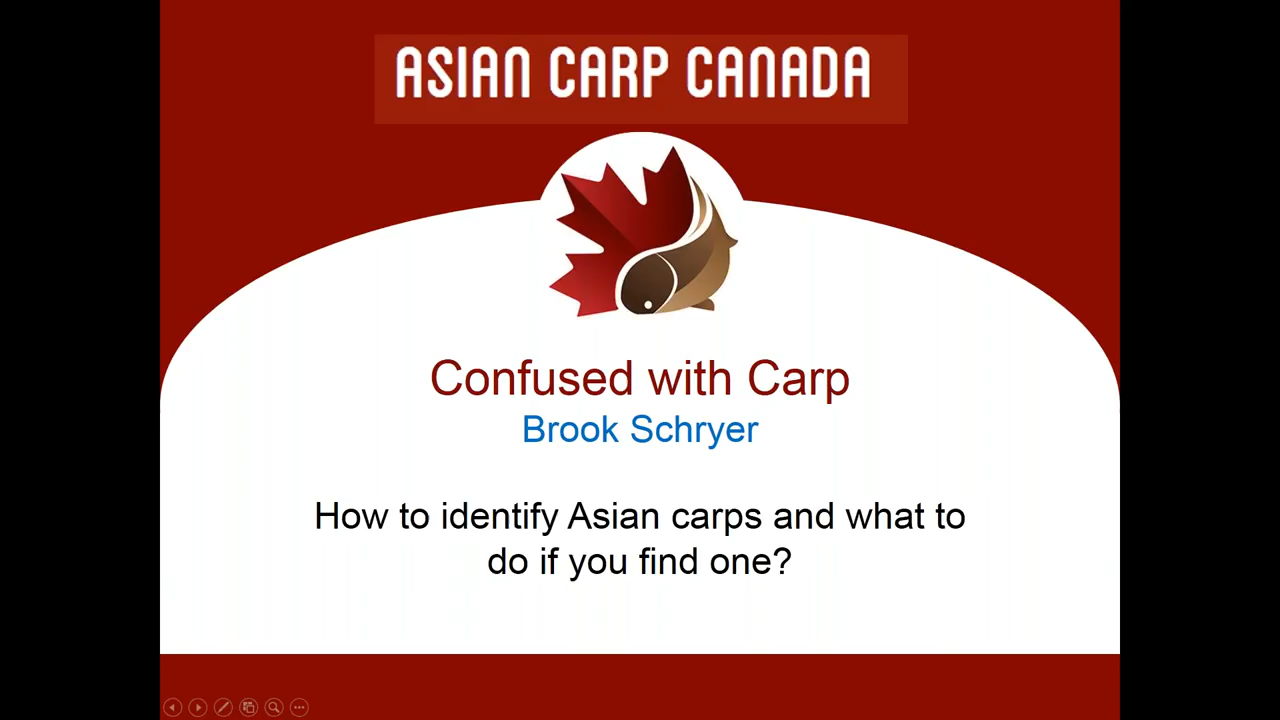 ASIAN CARP CANADA
Confused with Carp
Brook Schryer
How to identify Asian carps and what to
do if you find one?